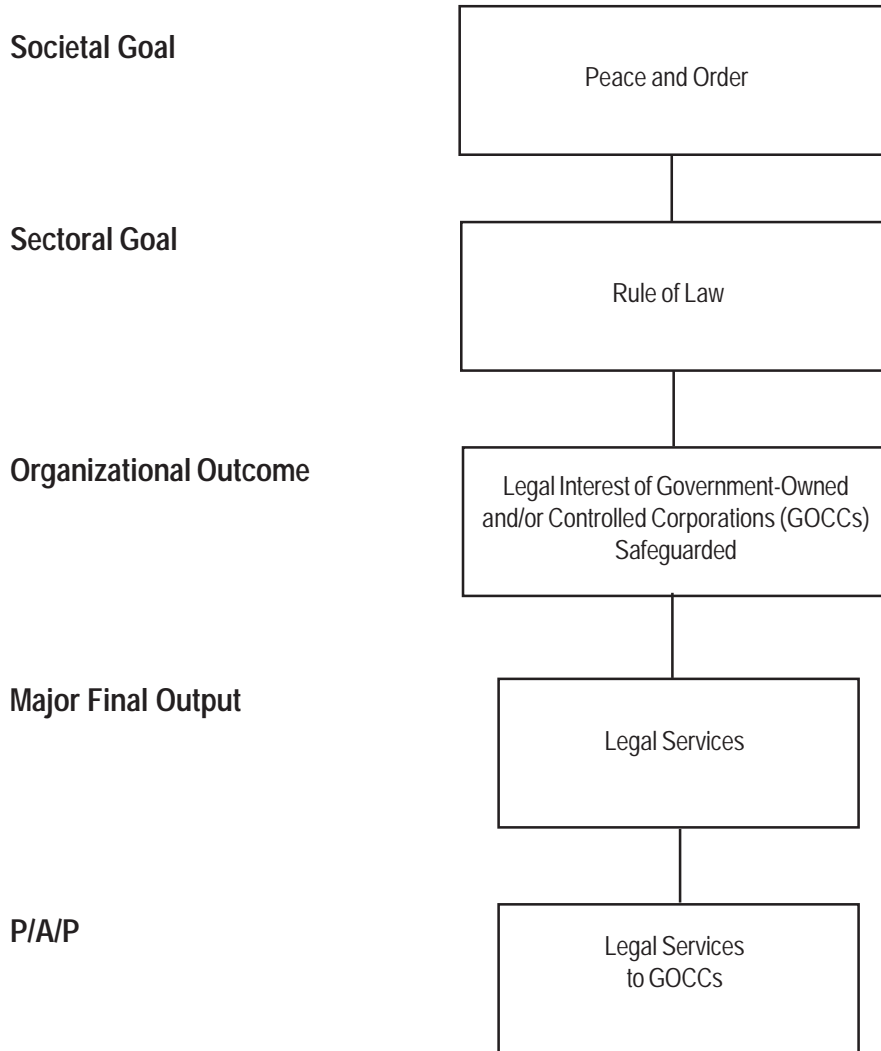 Societal Goal
Peace and Order
Sectoral Goal
Rule of Law
Organizational Outcome
Legal Interest of Government-Owned
and/or Controlled Corporations (GOCCs)
Safeguarded
Major Final Output
Legal Services
P/A/P
Legal Services
to GOCCs